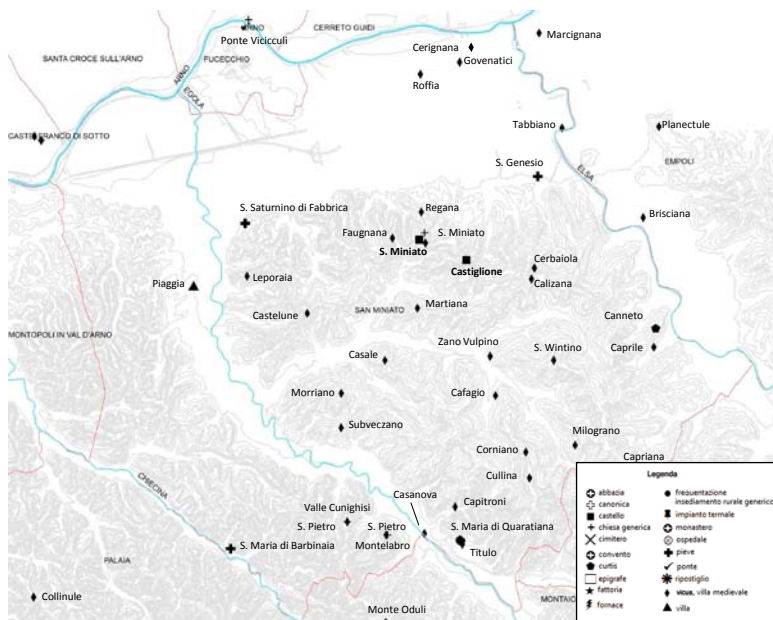 ARNO
Ponte Vicicculi
CERRETO GUIDI
Marcignana
SANTA CROCE SULL'ARNO
FUCECCHIO
Cerignana
Govenatici
Roffia
ARNO
EGOLA
CASTELFRANCO DI SOTTO
Tabbiano
Planectule
S. Genesio
EMPOLI
ELSA
S. Saturnino di Fabbrica
Regana
Brisciana
Faugnana
S. Miniato
S. Miniato
Castiglione
Cerbaiola
Calizana
Leporaia
Piaggia
Castelune
SAN MINIATO
Martiana
Canneto
MONTOPOLI IN VAL D'ARNO
Zano Vulpino
S. Wintino
Caprile
Casale
Morriano
Cafagio
Subveczano
Milograno
Corniano
Capriana
Cullina
CHIECINA
Casanova
Capitroni
Valle Cunighisi
S. Pietro
S. Pietro
S. Maria di Quaratiana
S. Maria di Barbinaia
Montelabro
Titulo
PALAIA
Collinule
MONTAIO
Monte Oduli
Legenda
abbazia
canonica
castello
chiesa generica
cimitero
convento
curtis
epigrafe
fattoria
fornace
frequentazione
insediamento rurale generico
impianto termale
monastero
ospedale
pieve
ponte
ripostiglio
vicus, villa medievale
villa